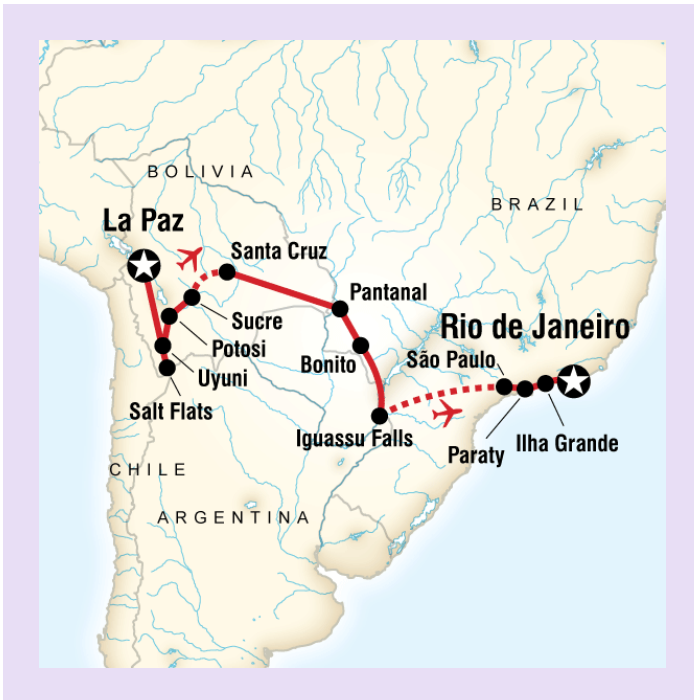 BOLIVIA
BRAZIL
La Paz
Santa Cruz
Pantanal
Sucre
Rio de Janeiro
Potosi
São Paulo
Bonito
Uyuni
Salt Flats
Iguassu Falls
Ilha Grande
Paraty
CHILE
ARGENTINA